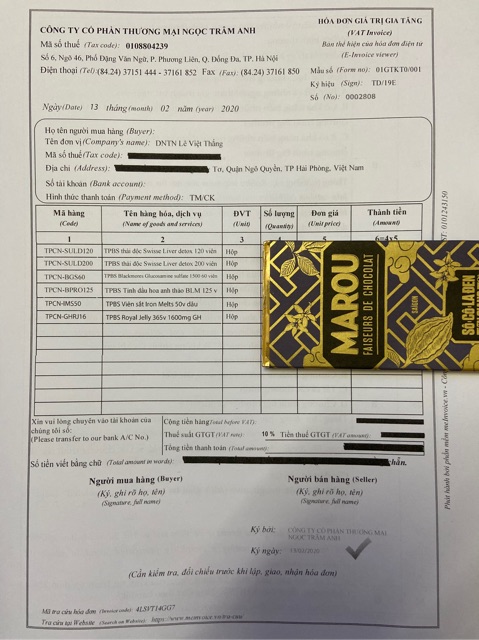 CÔNG TY CỔ PHẦN THƯƠNG MẠI NGỌC TRÂM ANH
Mã số thuế (Tax code): 0108804239
Số 6, Ngõ 46, Phố Đặng Văn Ngữ, P. Phương Liên, Q. Đống Đa, TP. Hà Nội
Điện thoại (Tel):(84.24) 37151 444 - 37161 852 Fax (Fax): (84.24) 37161 850
HÓA ĐƠN GIÁ TRỊ GIA TĂNG
(VAT Invoice)
Bản thể hiện của hóa đơn điện tử
(E-Invoice viewer)
Mẫu số (Form no): 01GTKT0/001
Ký hiệu (Sign): TD/19E
Số (No): 0002808
Ngày(Date) 13 tháng(month) 02 năm(year) 2020
Họ tên người mua hàng (Buyer):
Tên đơn vị(Company's name): DNTN Lê Việt Thắng
Mã số thuế(Tax code):
Địa chỉ (Address): Tơ, Quận Ngô Quyền, TP Hải Phòng, Việt Nam
Số tài khoản (Bank account):
Hình thức thanh toán (Payment method): TM/CK
Mã hàng Tên hàng hóa, dịch vụ ĐVT Số lượng Đơn giá Thành tiền
(Code) (Name of goods and services) (Unit) (Quantity) (Unit price) (Amount)
2 3 6=4x5
TPCN-SULD120 TPBS thải độc Swisse Liver detox 120 viên Hộp
TPCN-SULD200 TPBS thải độc Swisse Liver detox 200 viên Hộp
TPCN-BGS60 TPBS Blackmores Glucosamine sulfate 1500 60 viên Hộp
TPCN-BPRO125 TPBS Tinh dầu hoa anh thảo BLM 125 v Hộp
TPCN-IMS50 TPBS Viên sắt Iron Melts 50v dâu Hộp
TPCN-GHRJ16 TPBS Royal Jelly 365v 1600mg GH Hộp
MAROU
FAISEURS DE CHOCOLAT
SAIGON
SÔ-CÔ-LA ĐEN
Xin vui lòng chuyển vào tài khoản của
chúng tôi số:
(Please transfer to our bank A/C No.)
Cộng tiền hàng(Total before VAT):
Thuế suất GTGT (VAT rate): 10 % Tiền thuế GTGT (VAT amount):
Tổng tiền thanh toán (Total amount):
Số tiền viết bằng chữ (Total amount in words): chẵn.
Người mua hàng (Buyer)
(Ký, ghi rõ họ, tên)
(Signature, full name)
Người bán hàng (Seller)
(Ký, ghi rõ họ, tên)
(Signature, full name)
Ký bởi: CÔNG TY CỔ PHẦN THƯƠNG MẠI
NGỌC TRÂM ANH
Ký ngày: 13/02/2020
(Cần kiểm tra, đối chiếu trước khi lập, giao, nhận hóa đơn)
Mã tra cứu hóa đơn (Invoice code): 4LSVT14GG7
Tra cứu tại Website (Search on Website):
Phát hành bởi phần mềm meInvoice.vn
MST: 0101243150